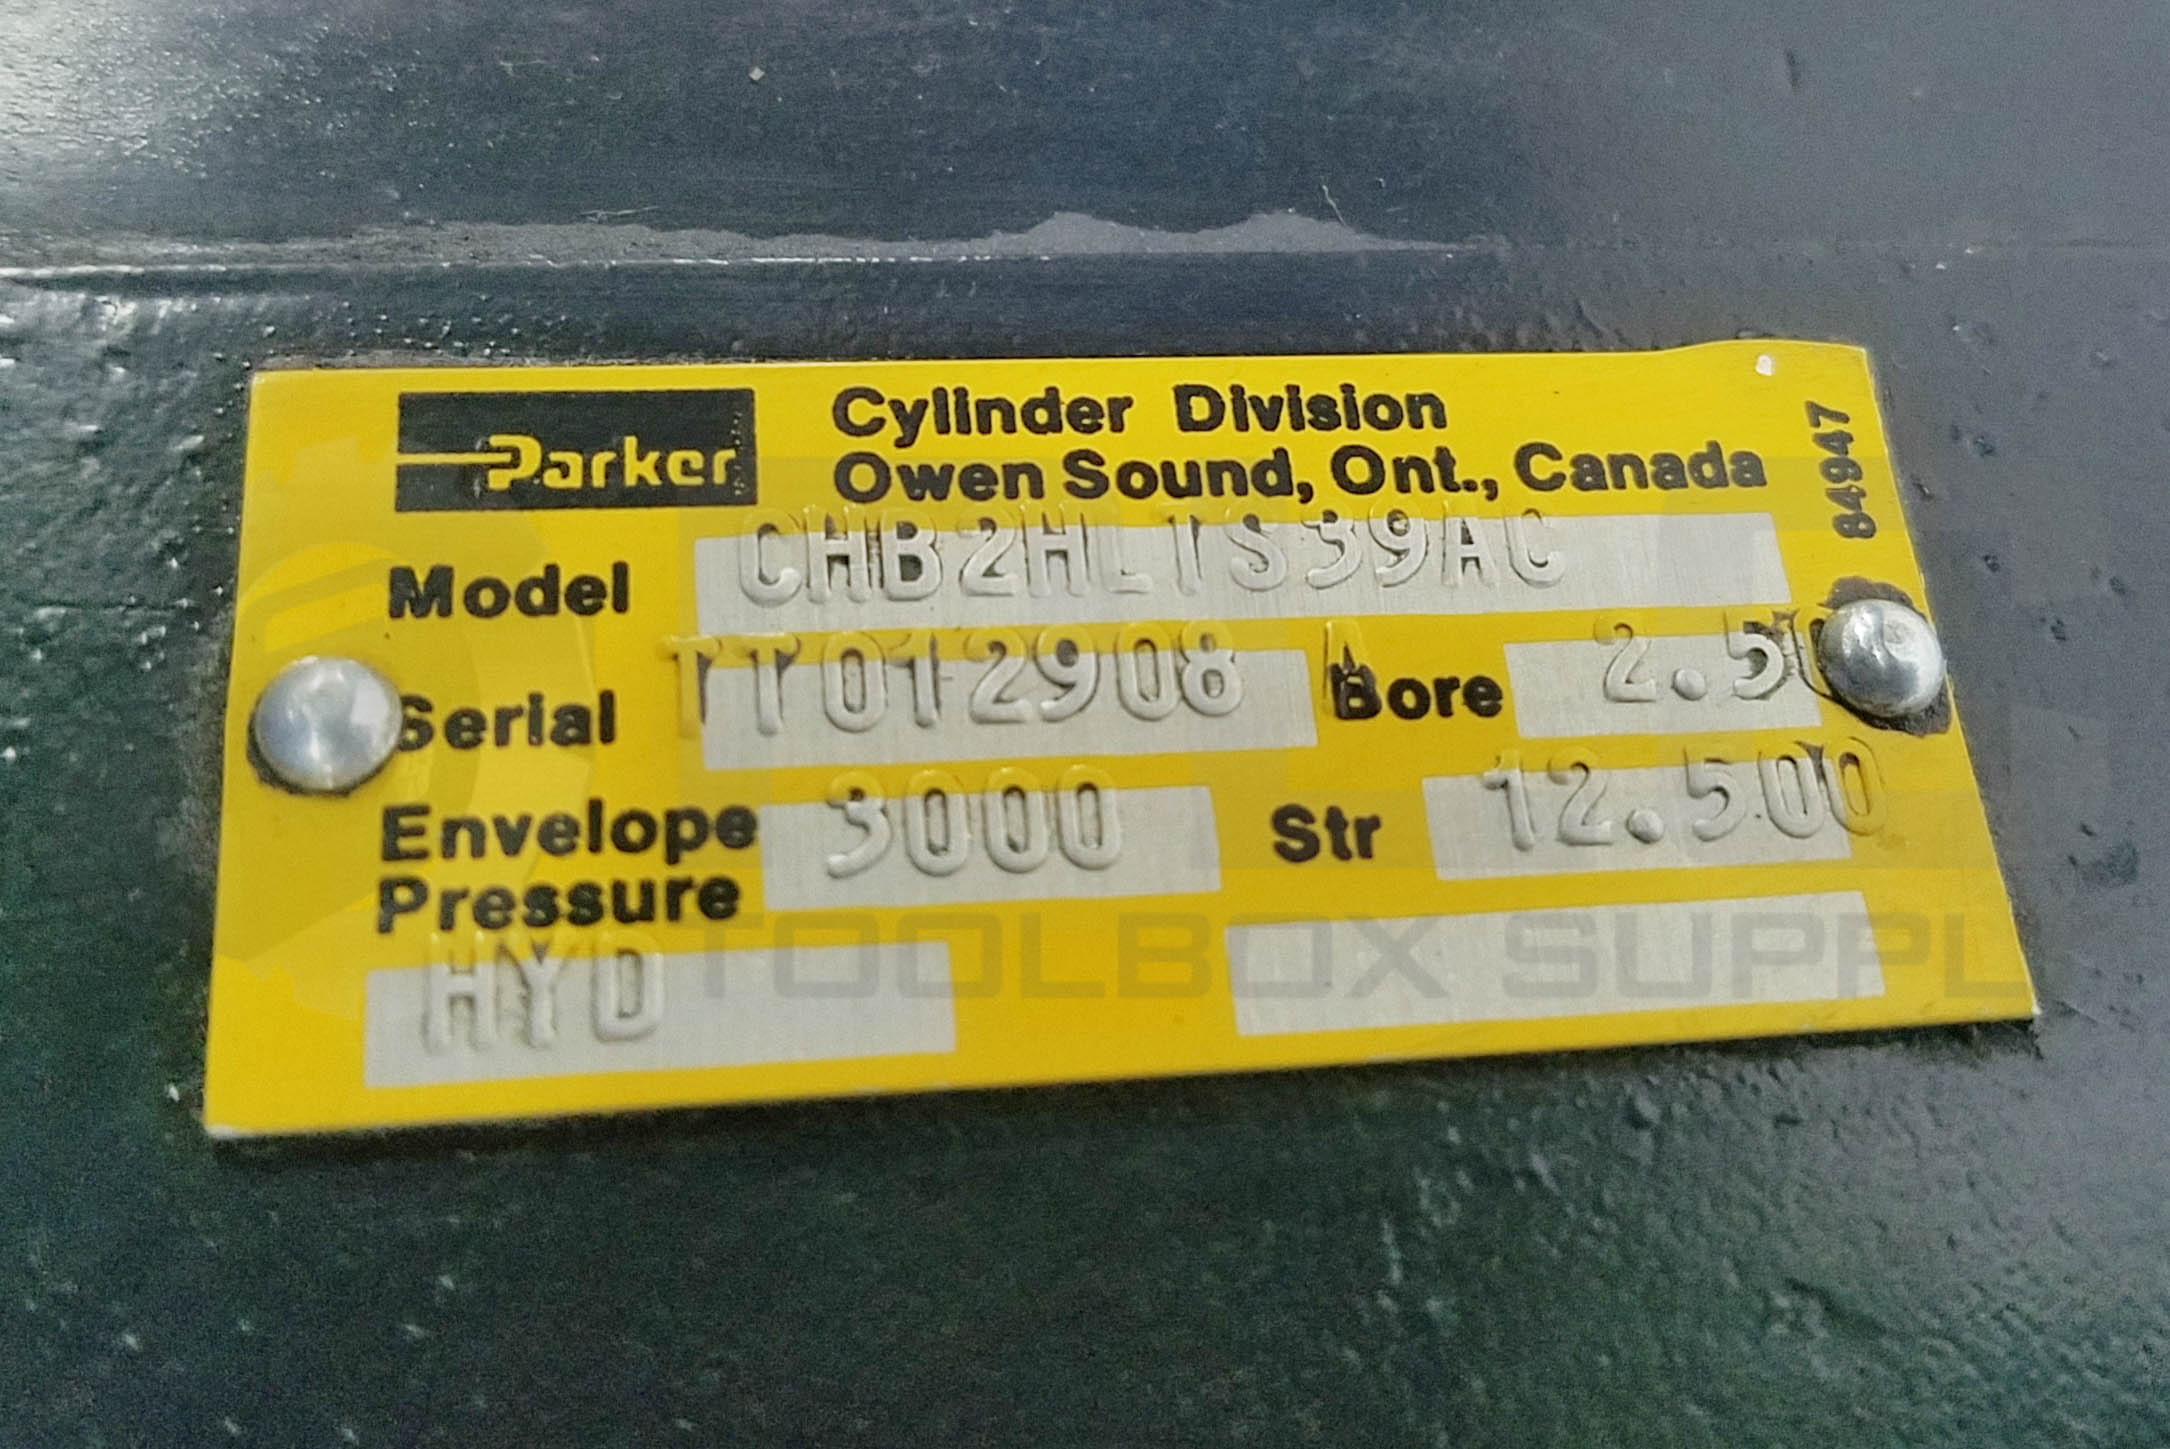 Parker Cylinder Division
Owen Sound, Ont., Canada
84947
Model CHB2HLTS39AC
Serial TT012908 A Bore 2.50
Envelope Pressure 3000 Str 12.500
HYD
TOOLBOX SUPPL